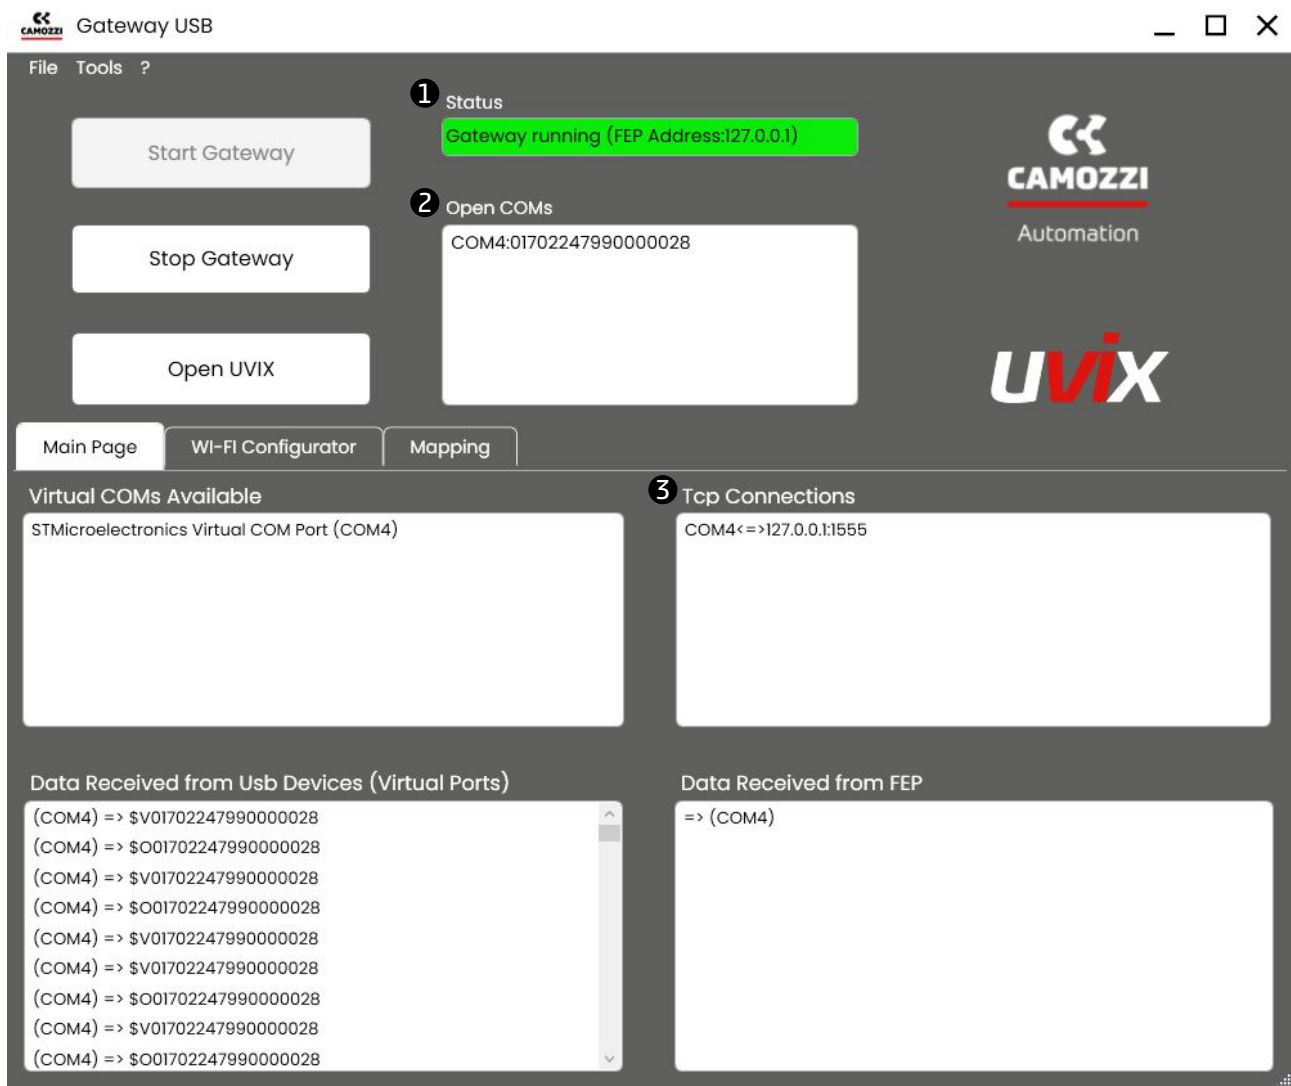 CAMOZZI Gateway USB
File Tools ?
1 Status
Start Gateway
Gateway running (FEP Address:127.0.0.1)
CAMOZZI
Automation
2 Open COMs
Stop Gateway
COM4:01702247990000028
Open UVIX
uvix
Main Page
WI-FI Configurator
Mapping
Virtual COMs Available
STMicroelectronics Virtual COM Port (COM4)
3 Tcp Connections
COM4<=>127.0.0.1:1555
Data Received from Usb Devices (Virtual Ports)
(COM4) => $V01702247990000028
(COM4) => $O01702247990000028
(COM4) => $V01702247990000028
(COM4) => $O01702247990000028
(COM4) => $V01702247990000028
(COM4) => $V01702247990000028
(COM4) => $O01702247990000028
(COM4) => $V01702247990000028
(COM4) => $O01702247990000028
Data Received from FEP
=> (COM4)